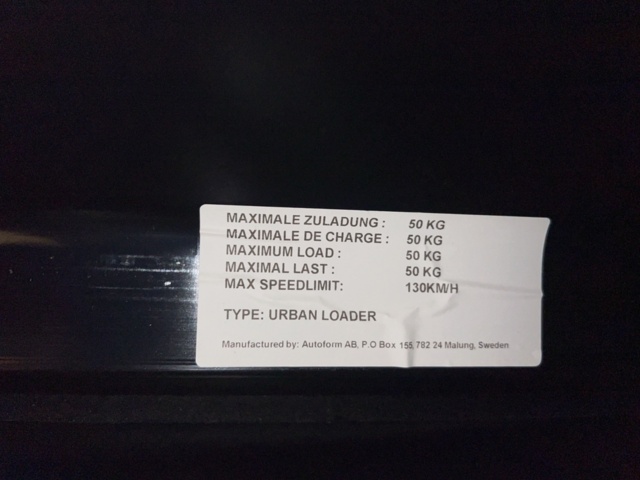 MAXIMALE ZULADUNG : 50 KG
MAXIMALE DE CHARGE : 50 KG
MAXIMUM LOAD : 50 KG
MAXIMAL LAST : 50 KG
MAX SPEEDLIMIT: 130KM/H
TYPE: URBAN LOADER
Manufactured by: Autoform AB, P.O Box 155, 782 24 Malung, Sweden